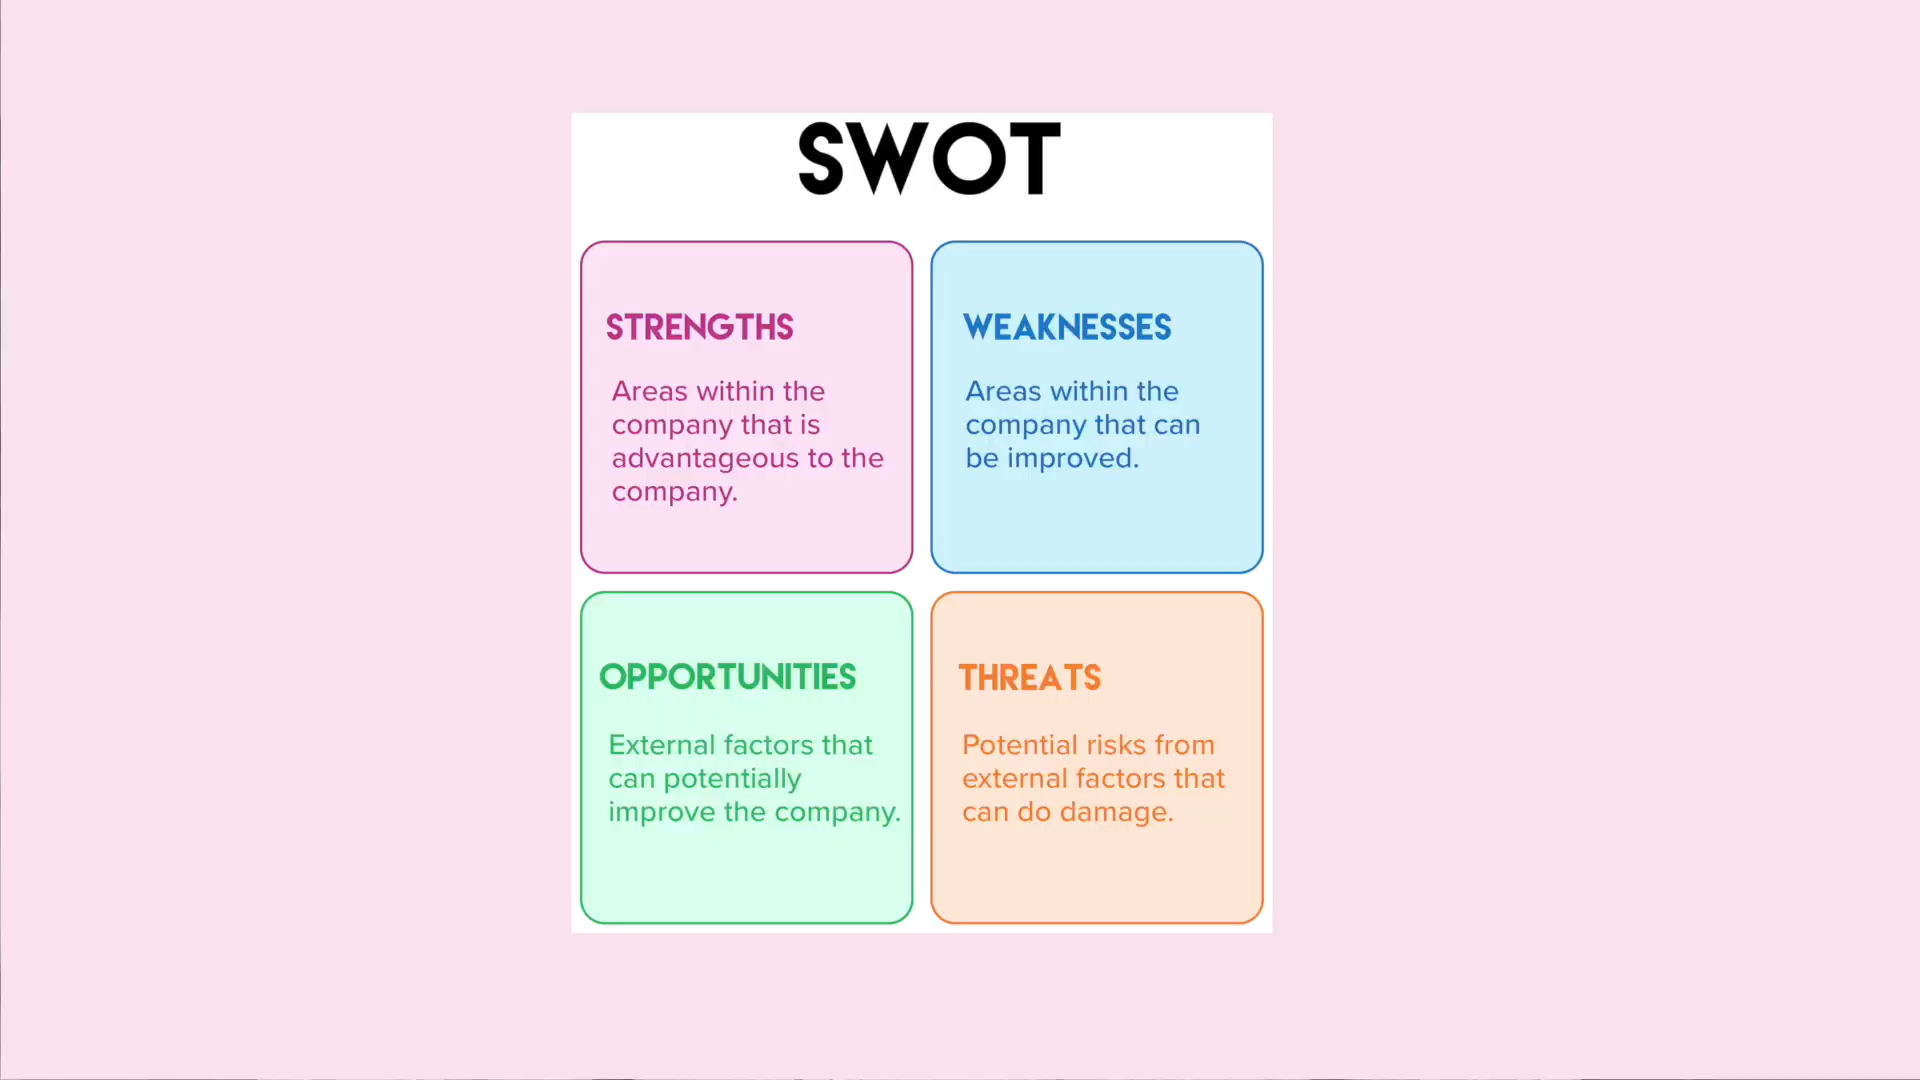 SWOT
STRENGTHS
Areas within the
company that is
advantageous to the
company.
WEAKNESSES
Areas within the
company that can
be improved.
OPPORTUNITIES
External factors that
can potentially
improve the company.
THREATS
Potential risks from
external factors that
can do damage.